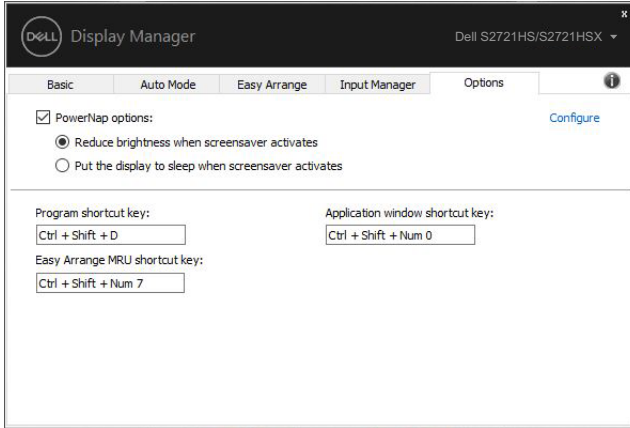 DELL Display Manager
x
Dell S2721HS/S2721HSX
Basic Auto Mode Easy Arrange Input Manager Options i
PowerNap options: Configure
Reduce brightness when screensaver activates
Put the display to sleep when screensaver activates
Program shortcut key: Application window shortcut key:
Ctrl + Shift + D Ctrl + Shift + Num 0
Easy Arrange MRU shortcut key:
Ctrl + Shift + Num 7